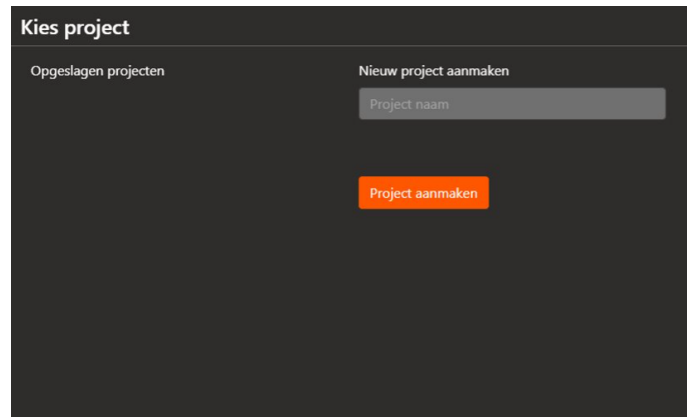 Kies project
Opgeslagen projecten
Nieuw project aanmaken
Project naam
Project aanmaken